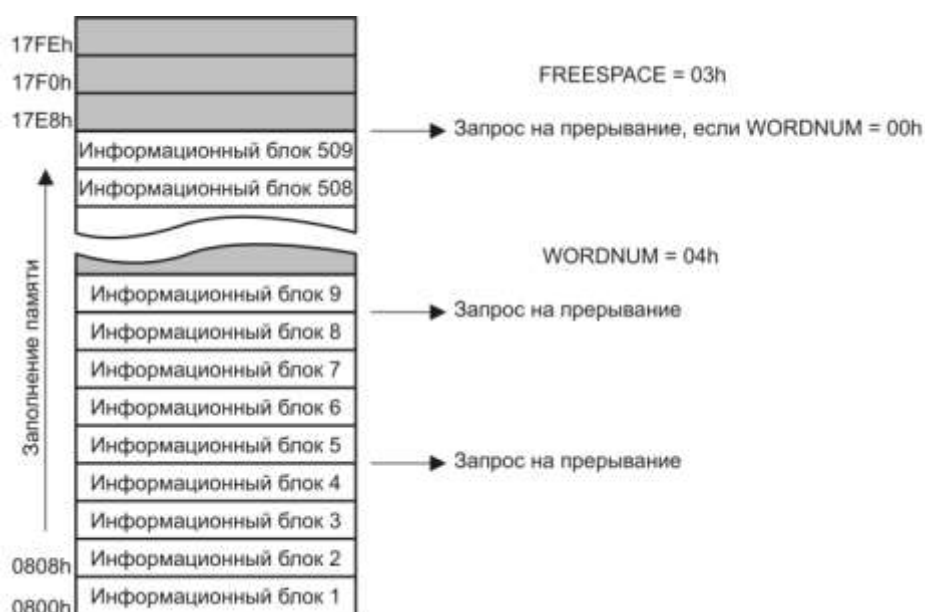 17FEh
17F0h
17E8h
FREESPACE = 03h
Запрос на прерывание, если WORDNUM = 00h
Информационный блок 509
Информационный блок 508
WORDNUM = 04h
Заполнение памяти
Информационный блок 9
Запрос на прерывание
Информационный блок 8
Информационный блок 7
Информационный блок 6
Информационный блок 5
Запрос на прерывание
Информационный блок 4
Информационный блок 3
0808h
Информационный блок 2
0800h
Информационный блок 1